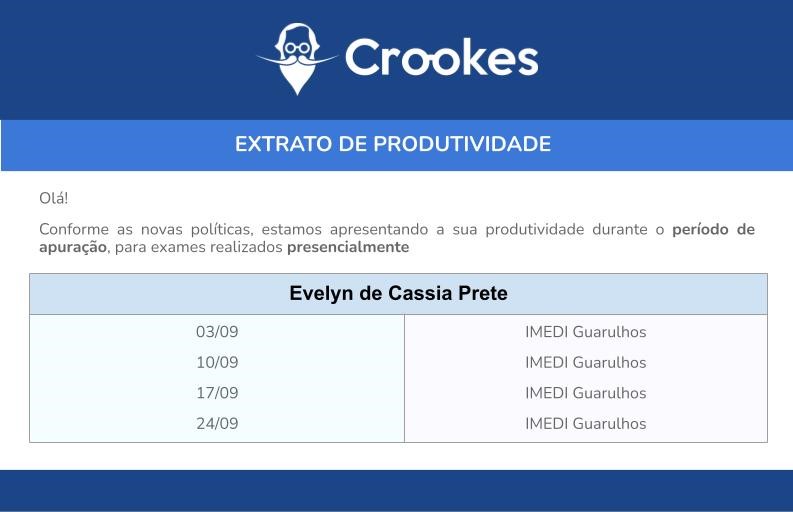 Crookes
EXTRATO DE PRODUTIVIDADE
Olá!
Conforme as novas políticas, estamos apresentando a sua produtividade durante o período de
apuração, para exames realizados presencialmente
Evelyn de Cassia Prete
03/09 IMEDI Guarulhos
10/09 IMEDI Guarulhos
17/09 IMEDI Guarulhos
24/09 IMEDI Guarulhos